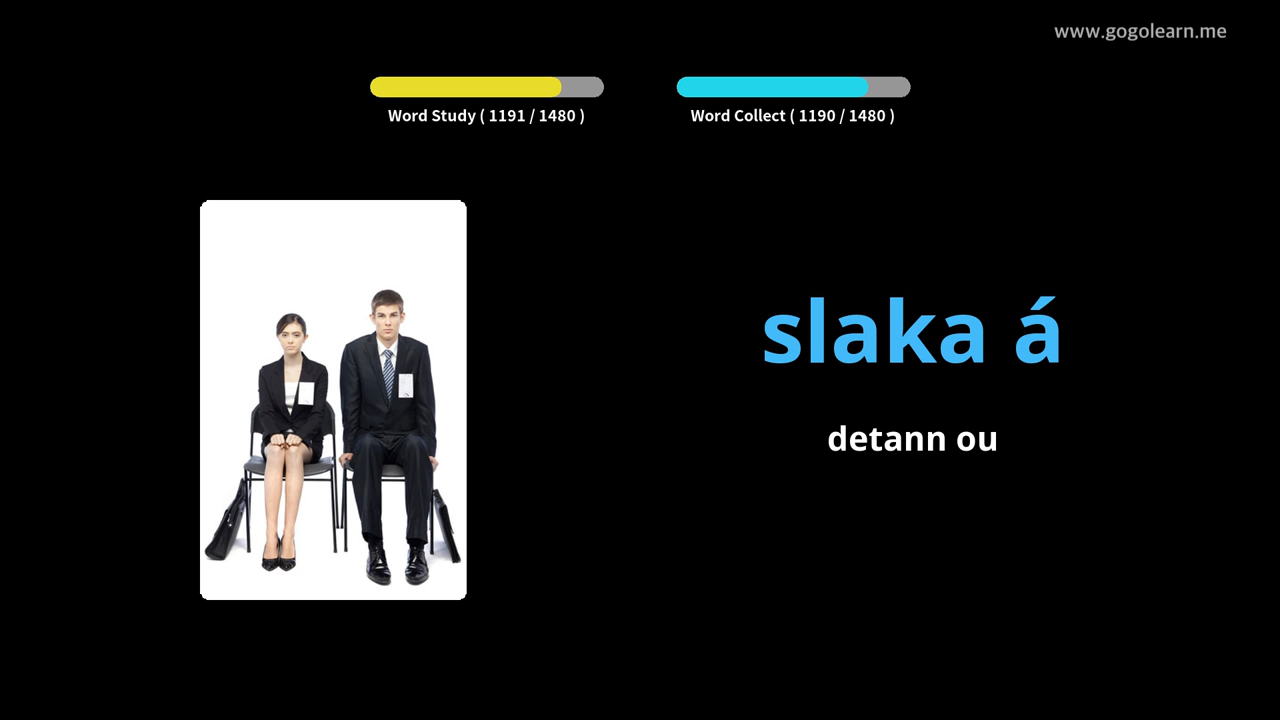 www.gogolearn.me
Word Study ( 1191 / 1480 )
Word Collect ( 1190 / 1480 )
slaka á
detann ou